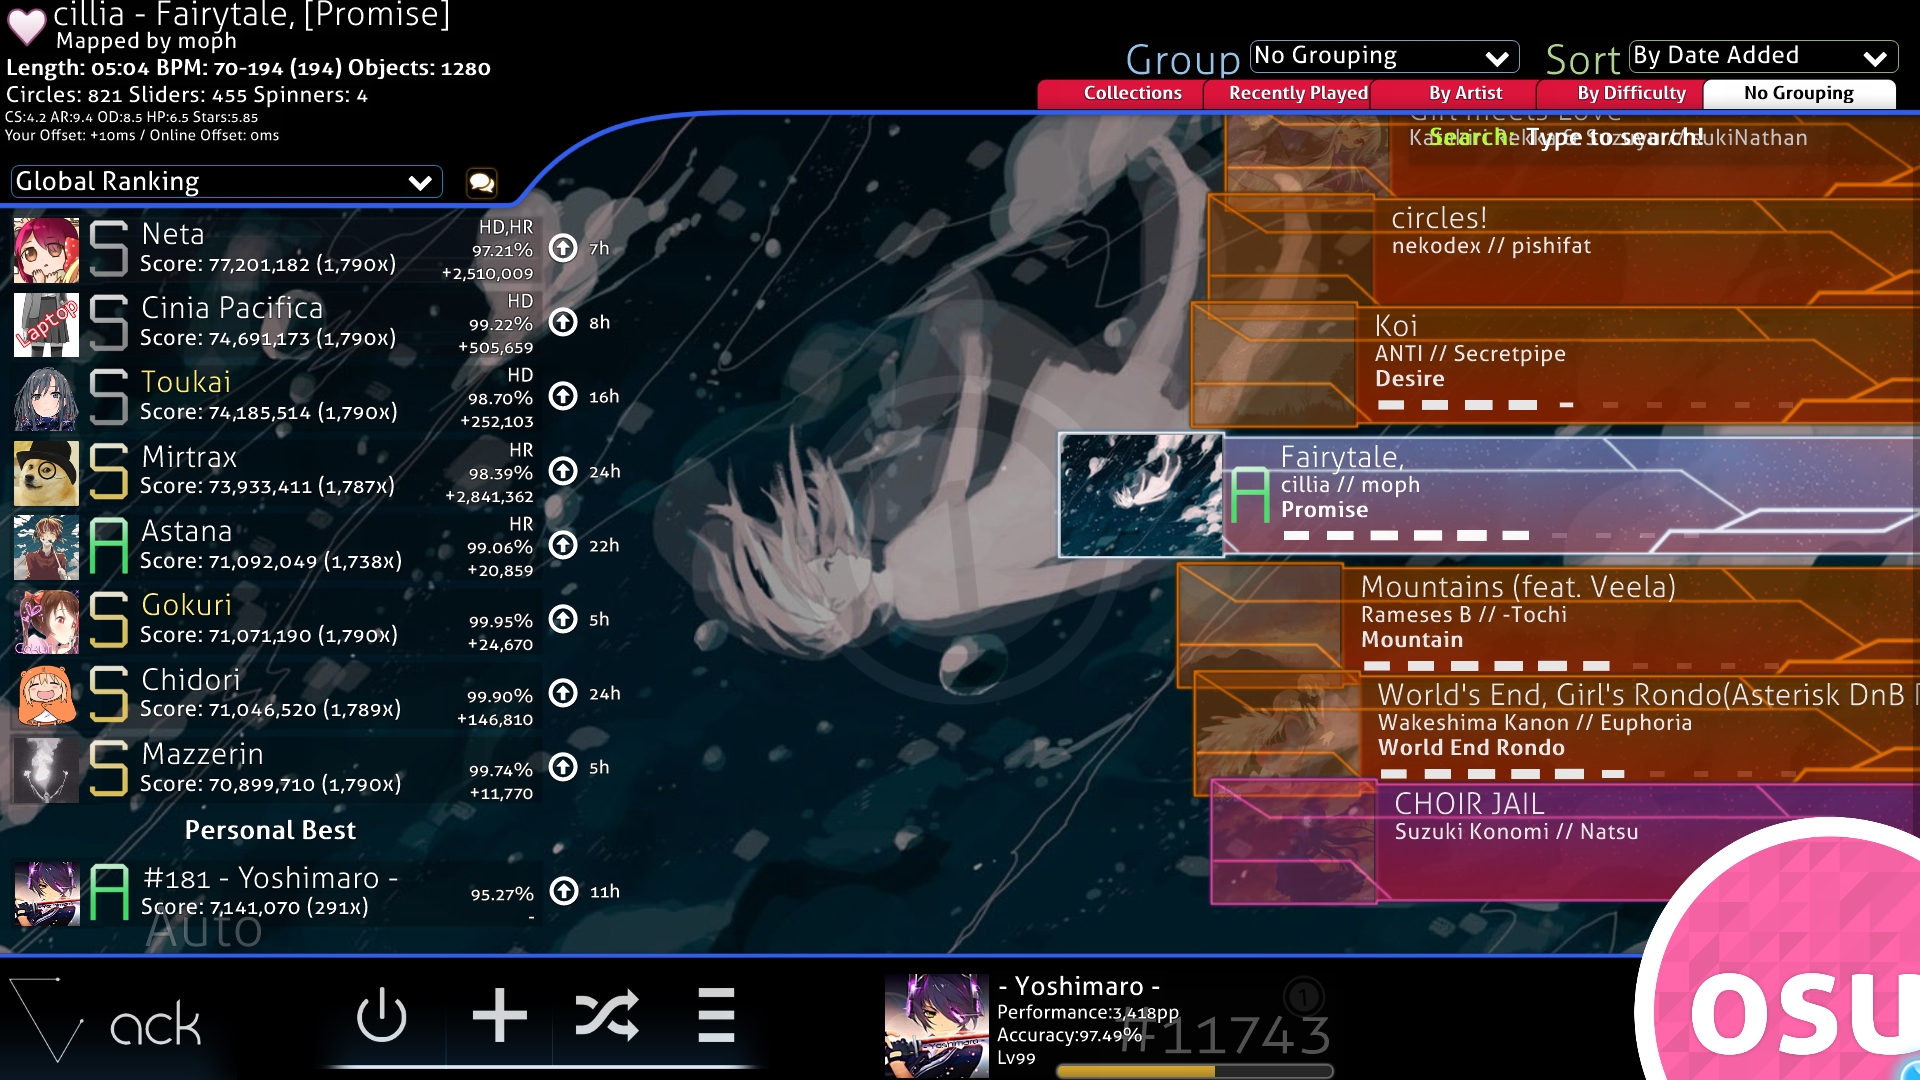 cillia - Fairytale, [Promise]
Mapped by moph
Length: 05:04 BPM: 70-194 (194) Objects: 1280
Circles: 821 Sliders: 455 Spinners: 4
CS:4.2 AR:9.4 OD:8.5 HP:6.5 Stars:5.85
Your Offset: +10ms / Online Offset: 0ms
Group No Grouping
Sort By Date Added
Collections
Recently Played
By Artist
By Difficulty
No Grouping
Search: Type to search!
Global Ranking
S Neta
Score: 77,201,182 (1,790x)
HD,HR
97.21%
+2,510,009
7h
Laptop
S Cinia Pacifica
Score: 74,691,173 (1,790x)
HD
99.22%
+505,659
8h
S Toukai
Score: 74,185,514 (1,790x)
HD
98.70%
+252,103
16h
S Mirtrax
Score: 73,933,411 (1,787x)
HR
98.39%
+2,841,362
24h
A Astana
Score: 71,092,049 (1,738x)
HR
99.06%
+20,859
22h
S Gokuri
Score: 71,071,190 (1,790x)
99.95%
+24,670
5h
S Chidori
Score: 71,046,520 (1,789x)
99.90%
+146,810
24h
S Mazzerin
Score: 70,899,710 (1,790x)
99.74%
+11,770
5h
Personal Best
A #181 - Yoshimaro -
Score: 7,141,070 (291x)
95.27%
-
11h
Auto
Girl meets Love
circles!
nekodex // pishifat
Koi
ANTI // Secretpipe
Desire
A Fairytale,
cillia // moph
Promise
Mountains (feat. Veela)
Rameses B // -Tochi
Mountain
World's End, Girl's Rondo(Asterisk DnB
Wakeshima Kanon // Euphoria
World End Rondo
CHOIR JAIL
Suzuki Konomi // Natsu
ack
- Yoshimaro -
Performance:3,418pp
Accuracy:97.49%
Lv99
#11743
1
osu